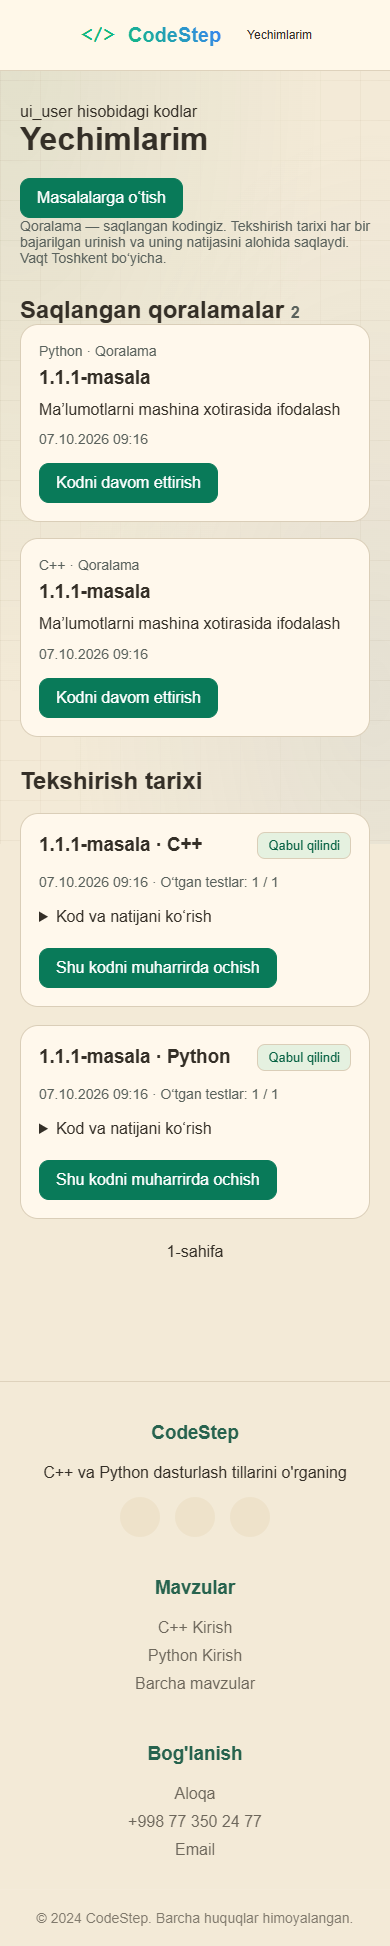 </> CodeStep Yechimlarim
ui_user hisobidagi kodlar
Yechimlarim
Masalalarga o‘tish
Qoralama — saqlangan kodingiz. Tekshirish tarixi har bir
bajarilgan urinish va uning natijasini alohida saqlaydi.
Vaqt Toshkent bo‘yicha.
Saqlangan qoralamalar 2
Python · Qoralama
1.1.1-masala
Ma’lumotlarni mashina xotirasida ifodalash
07.10.2026 09:16
Kodni davom ettirish
C++ · Qoralama
1.1.1-masala
Ma’lumotlarni mashina xotirasida ifodalash
07.10.2026 09:16
Kodni davom ettirish
Tekshirish tarixi
1.1.1-masala · C++ Qabul qilindi
07.10.2026 09:16 · O‘tgan testlar: 1 / 1
Kod va natijani ko‘rish
Shu kodni muharrirda ochish
1.1.1-masala · Python Qabul qilindi
07.10.2026 09:16 · O‘tgan testlar: 1 / 1
Kod va natijani ko‘rish
Shu kodni muharrirda ochish
1-sahifa
CodeStep
C++ va Python dasturlash tillarini o'rganing
Mavzular
C++ Kirish
Python Kirish
Barcha mavzular
Bog'lanish
Aloqa
+998 77 350 24 77
Email
© 2024 CodeStep. Barcha huquqlar himoyalangan.